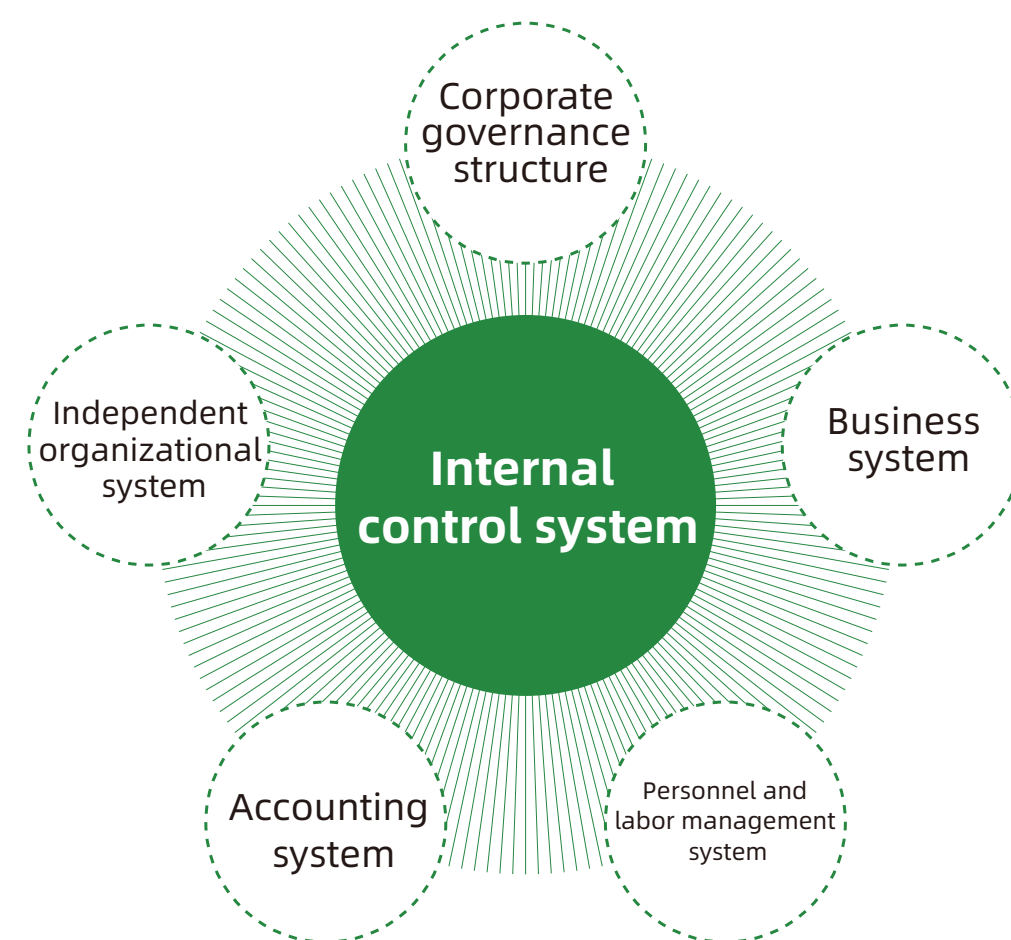 Corporate
governance
structure
Independent
organizational
system
Business
system
Internal
control system
Accounting
system
Personnel and
labor management
system